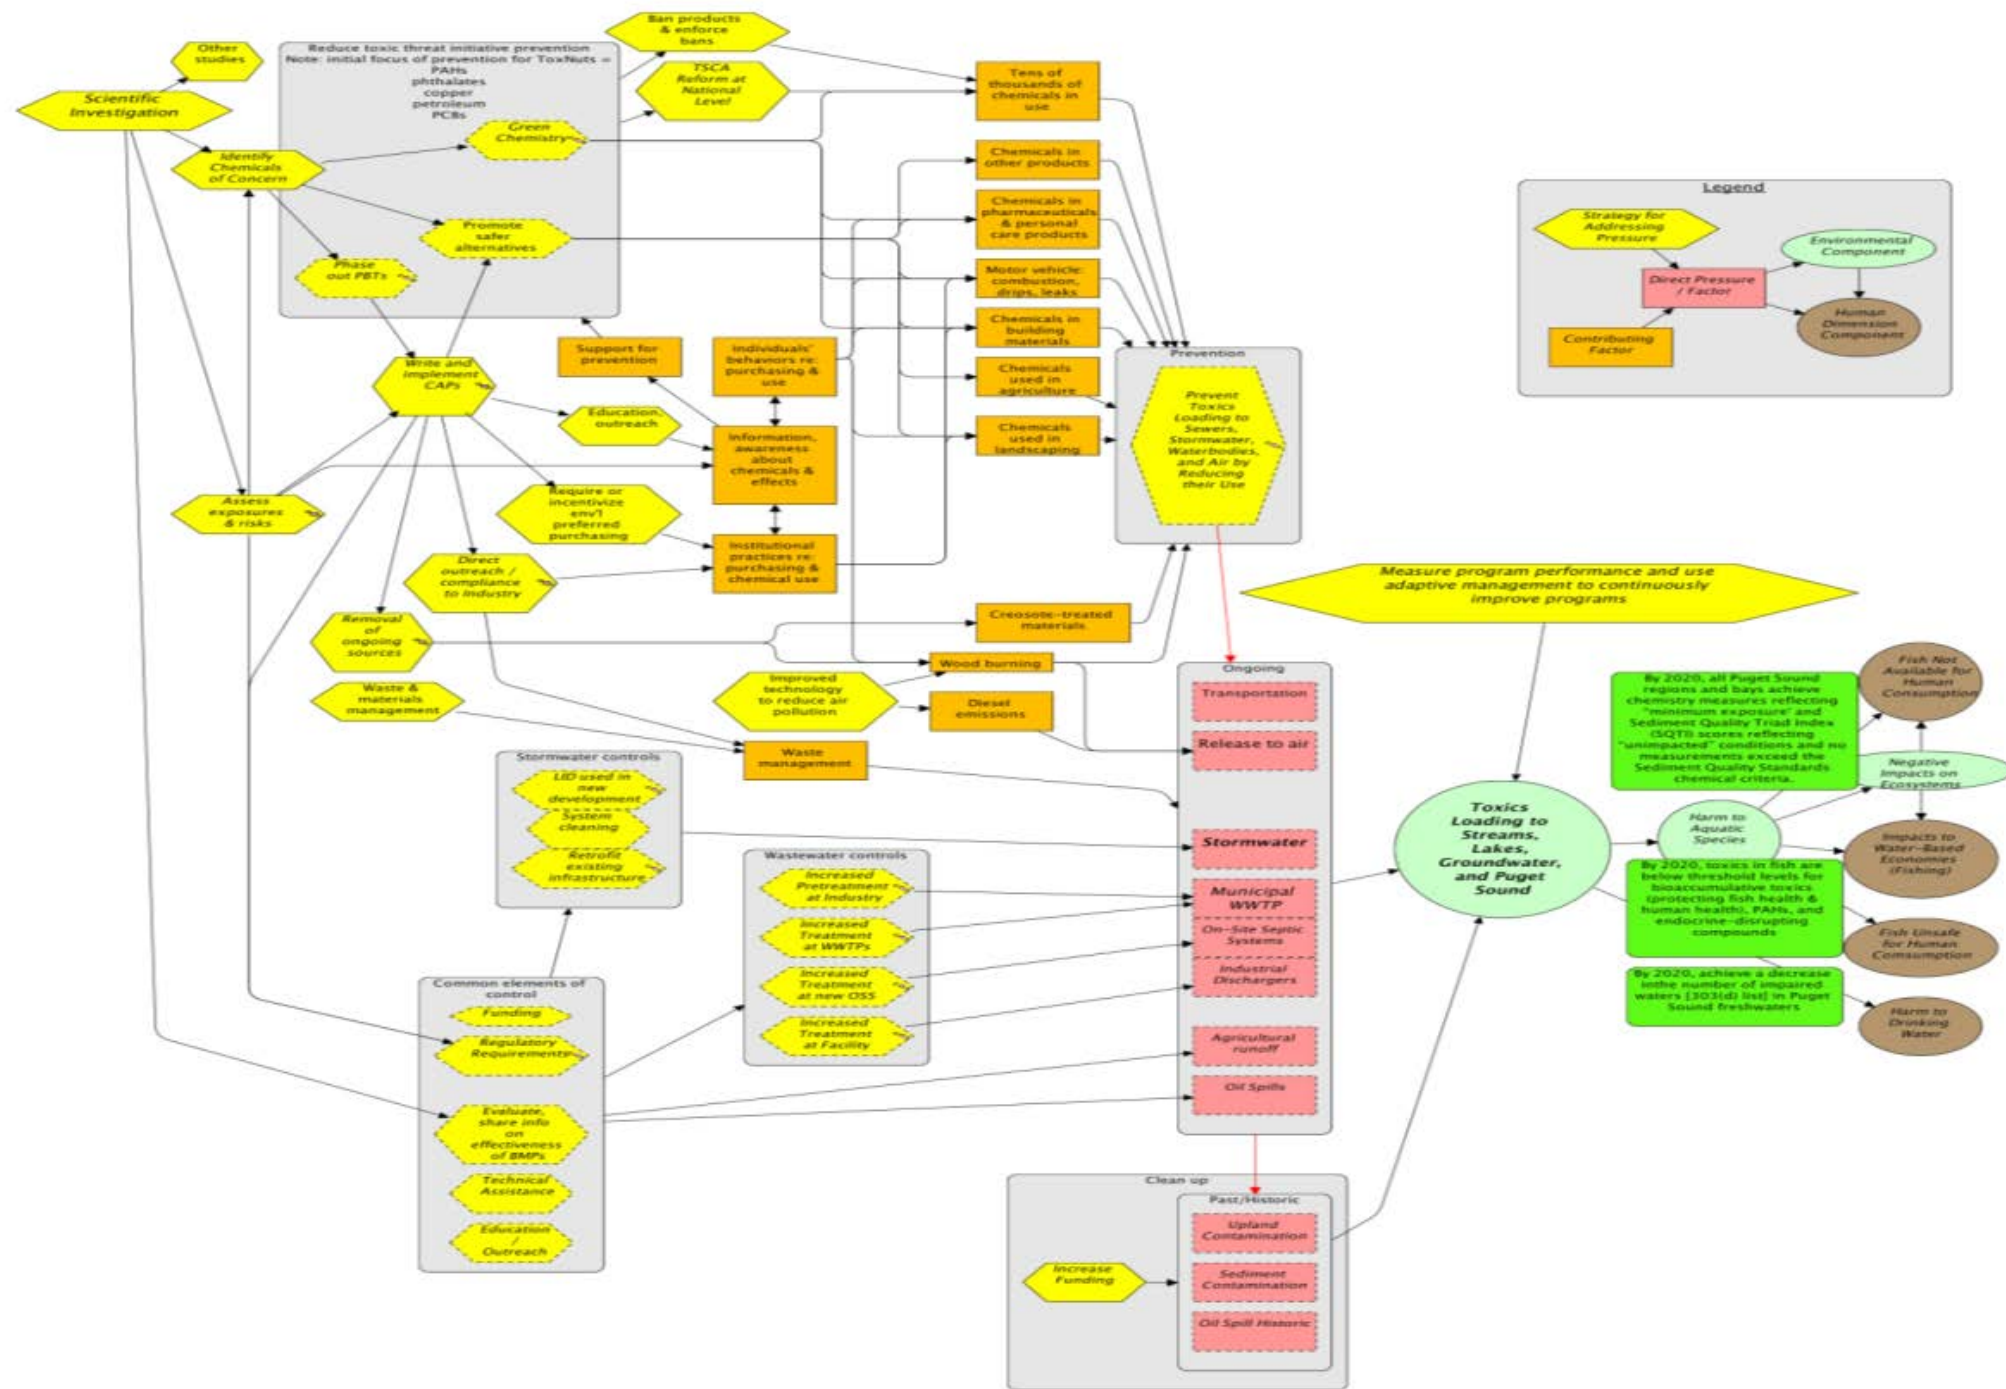 Ban products
& enforce
bans
Other
studies
Reduce toxic threat initiative prevention
Note: initial focus of prevention for ToxNuts =
PAHs
phthalates
copper
petroleum
PCBs
TSCA
Reform at
National
Level
Tens of
thousands of
chemicals in
use
Scientific
Investigation
Green
Chemistry
Identify
Chemicals
of Concern
Chemicals in
other products
Promote
safer
alternatives
Chemicals in
pharmaceuticals
& personal
care products
Phase
out PBTs
Motor vehicle:
combustion,
drips, leaks
Chemicals in
building
materials
Support for
prevention
Individuals'
behaviors re:
purchasing &
use
Write and
implement
CAPs
Chemicals
used in
agriculture
Education,
outreach
Information,
awareness
about
chemicals &
effects
Chemicals
used in
landscaping
Prevention
Prevent
Toxics
Loading to
Sewers,
Stormwater,
Waterbodies,
and Air by
Reducing
their Use
Legend
Strategy for
Addressing
Pressure
Environmental
Component
Direct Pressure
/ Factor
Human
Dimension
Component
Contributing
Factor
Assess
exposures
& risks
Require or
incentivize
env'l
preferred
purchasing
Direct
outreach /
compliance
to industry
Institutional
practices re:
purchasing &
chemical use
Removal
of
ongoing
sources
Creosote-treated
materials
Wood burning
Waste &
materials
management
Improved
technology
to reduce air
pollution
Diesel
emissions
Waste
management
Measure program performance and use
adaptive management to continuously
improve programs
Stormwater controls
LID used in
new
development
System
cleaning
Retrofit
existing
infrastructure
Wastewater controls
Increased
Pretreatment
at Industry
Increased
Treatment
at WWTPs
Increased
Treatment
at new OSS
Increased
Treatment
at Facility
Common elements of
control
Funding
Regulatory
Requirements
Evaluate,
share info
on
effectiveness
of BMPs
Technical
Assistance
Education
/
Outreach
Ongoing
Transportation
Release to air
Stormwater
Municipal
WWTP
On-Site Septic
Systems
Industrial
Dischargers
Agricultural
runoff
Oil Spills
Clean up
Past/Historic
Upland
Contamination
Sediment
Contamination
Oil Spill Historic
Increase
Funding
Toxics
Loading to
Streams,
Lakes,
Groundwater,
and Puget
Sound
By 2020, all Puget Sound
regions and bays achieve
chemistry measures reflecting
"minimum exposure' and
Sediment Quality Triad Index
(SQTI) scores reflecting
"unimpacted" conditions and no
measurements exceed the
Sediment Quality Standards
chemical criteria.
Fish Not
Available for
Human
Consumption
Negative
Impacts on
Ecosystems
Harm to
Aquatic
Species
Impacts to
Water-Based
Economies
(Fishing)
By 2020, toxics in fish are
below threshold levels for
bioaccumulative toxics
(protecting fish health &
human health), PAHs, and
endocrine-disrupting
compounds
Fish Unsafe
for Human
Comsumption
By 2020, achieve a decrease
inthe number of impaired
waters [303(d) list] in Puget
Sound freshwaters
Harm to
Drinking
Water